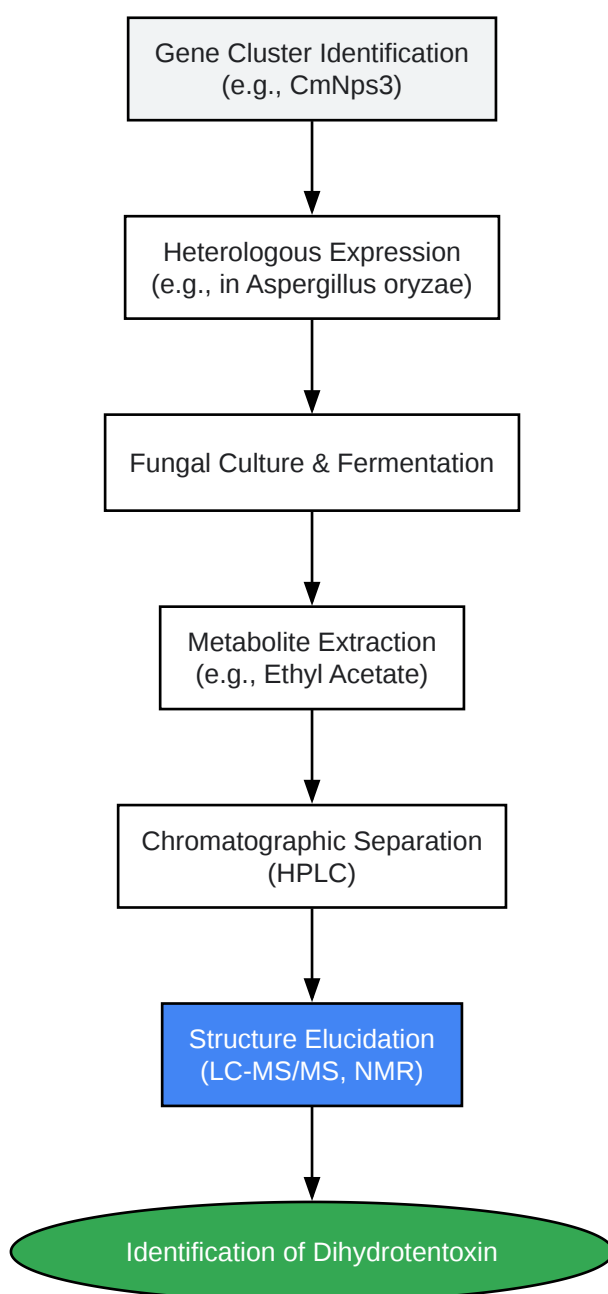 Gene Cluster Identification
(e.g., CmNps3)
Heterologous Expression
(e.g., in Aspergillus oryzae)
Fungal Culture & Fermentation
Metabolite Extraction
(e.g., Ethyl Acetate)
Chromatographic Separation
(HPLC)
Structure Elucidation
(LC-MS/MS, NMR)
Identification of Dihydrotentoxin